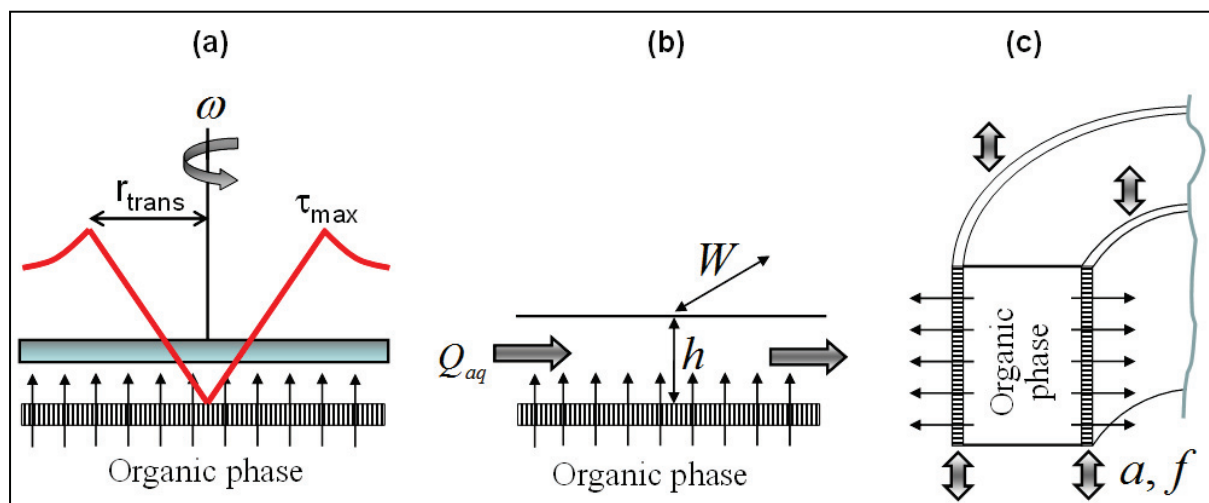 (a)
ω
r_trans
τ_max
Organic phase
(b)
W
Q_aq
h
Organic phase
(c)
Organic
phase
a, f